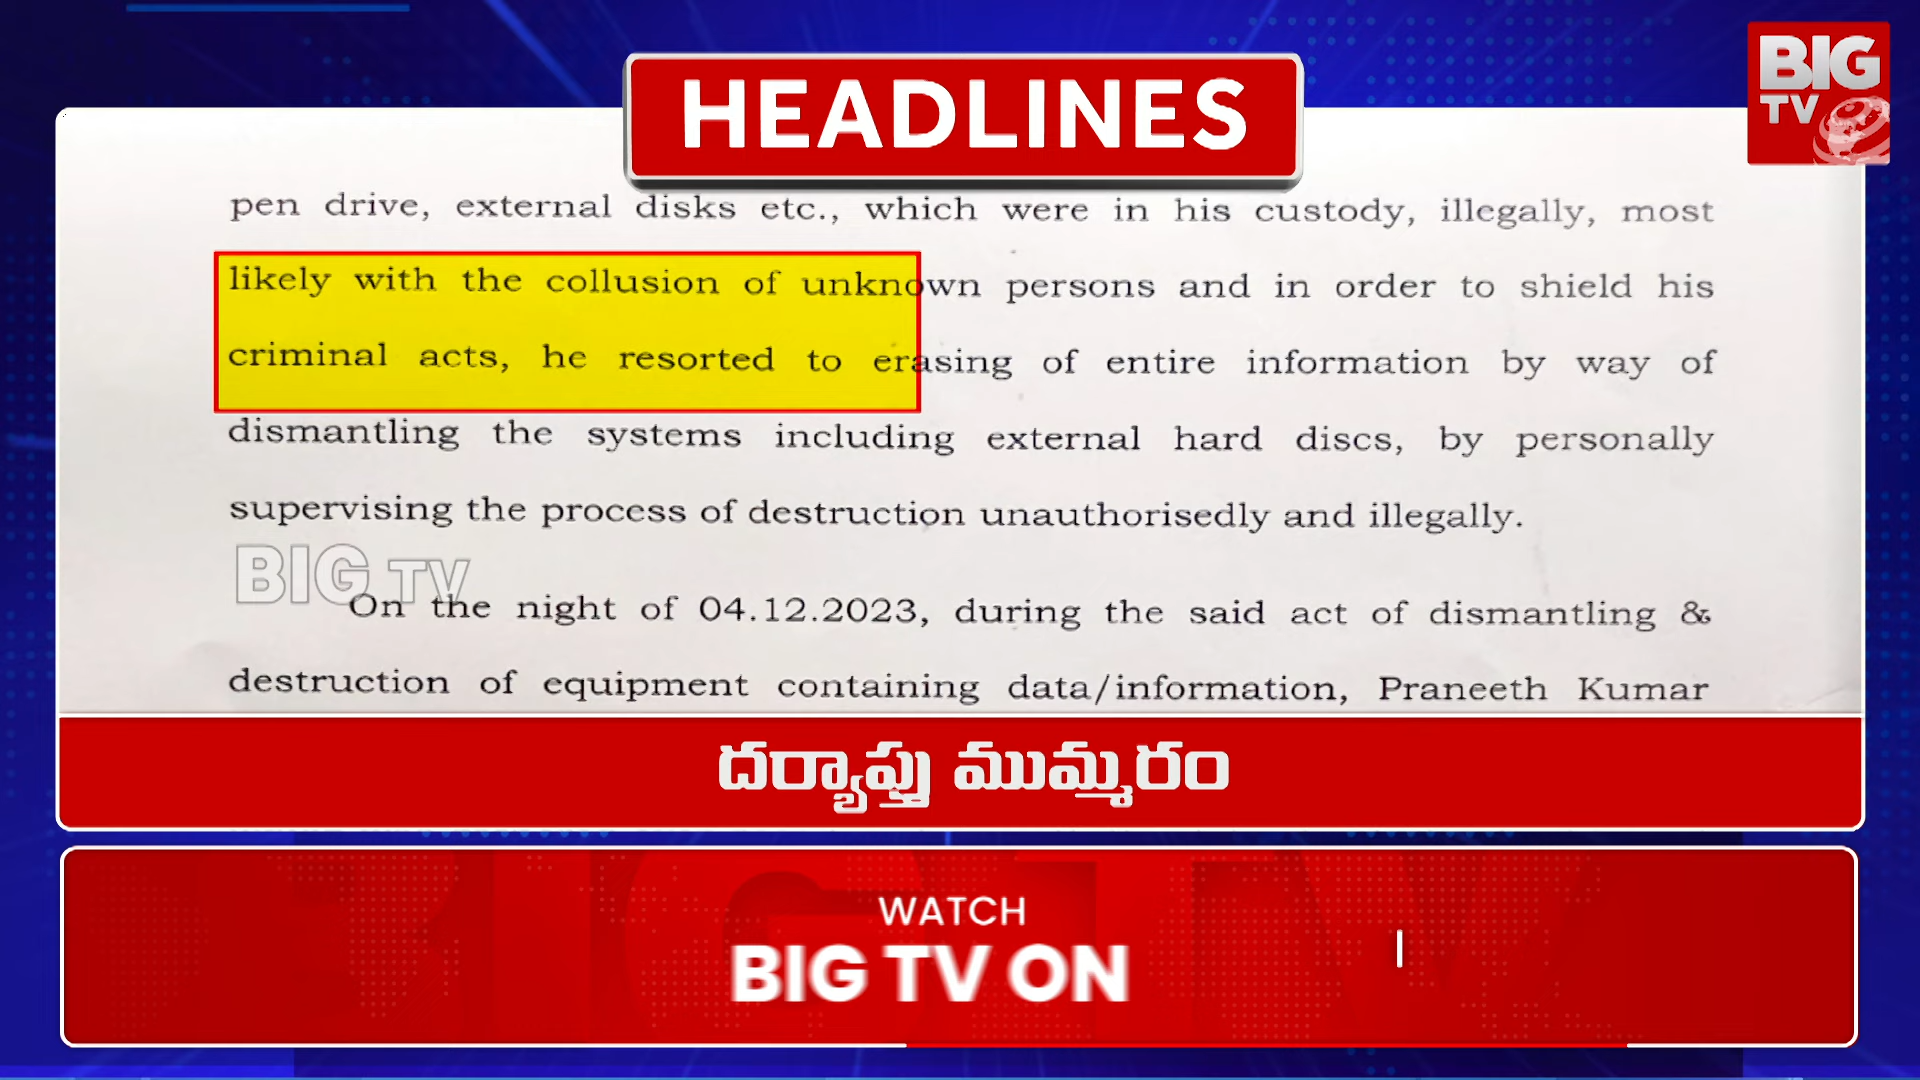 HEADLINES
BIG
TV
pen drive, external disks etc., which were in his custody, illegally, most
likely with the collusion of unknown persons and in order to shield his
criminal acts, he resorted to erasing of entire information by way of
dismantling the systems including external hard discs, by personally
supervising the process of destruction unauthorisedly and illegally.
BIG TV
On the night of 04.12.2023, during the said act of dismantling &
destruction of equipment containing data/information, Praneeth Kumar
దర్యాప్తు ముమ్మరం
WATCH
BIG TV ON